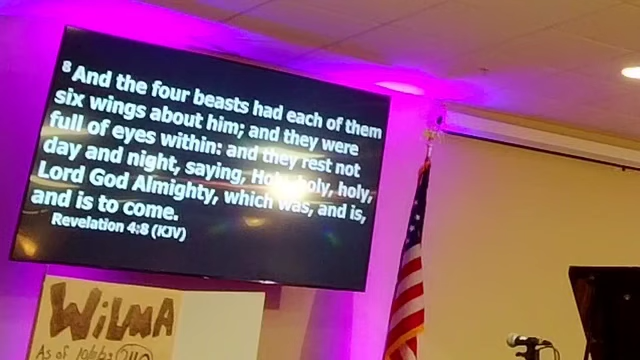 8 And the four beasts had each of them
six wings about him; and they were
full of eyes within: and they rest not
day and night, saying, Holy, holy, holy,
Lord God Almighty, which was, and is,
and is to come.
Revelation 4:8 (KJV)
WILMA
As of